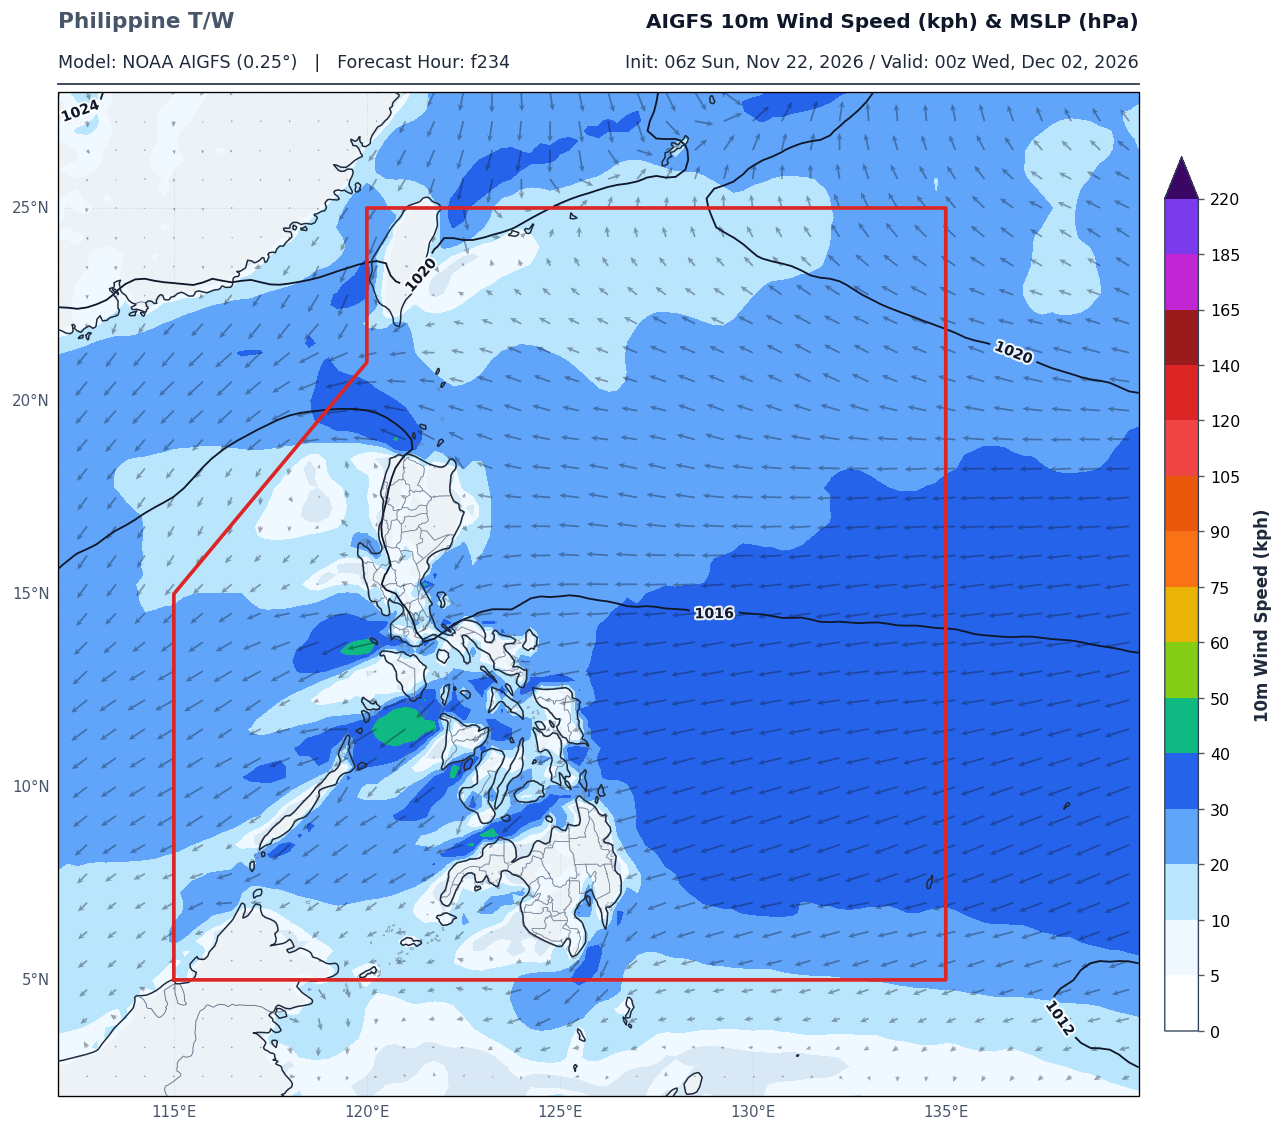 Philippine T/W
AIGFS 10m Wind Speed (kph) & MSLP (hPa)
Model: NOAA AIGFS (0.25°) | Forecast Hour: f234
Init: 06z Sun, Nov 22, 2026 / Valid: 00z Wed, Dec 02, 2026
1024
1020
1020
1016
1012
25°N
20°N
15°N
10°N
5°N
115°E
120°E
125°E
130°E
135°E
220
185
165
140
120
105
90
75
60
50
40
30
20
10
5
0
10m Wind Speed (kph)